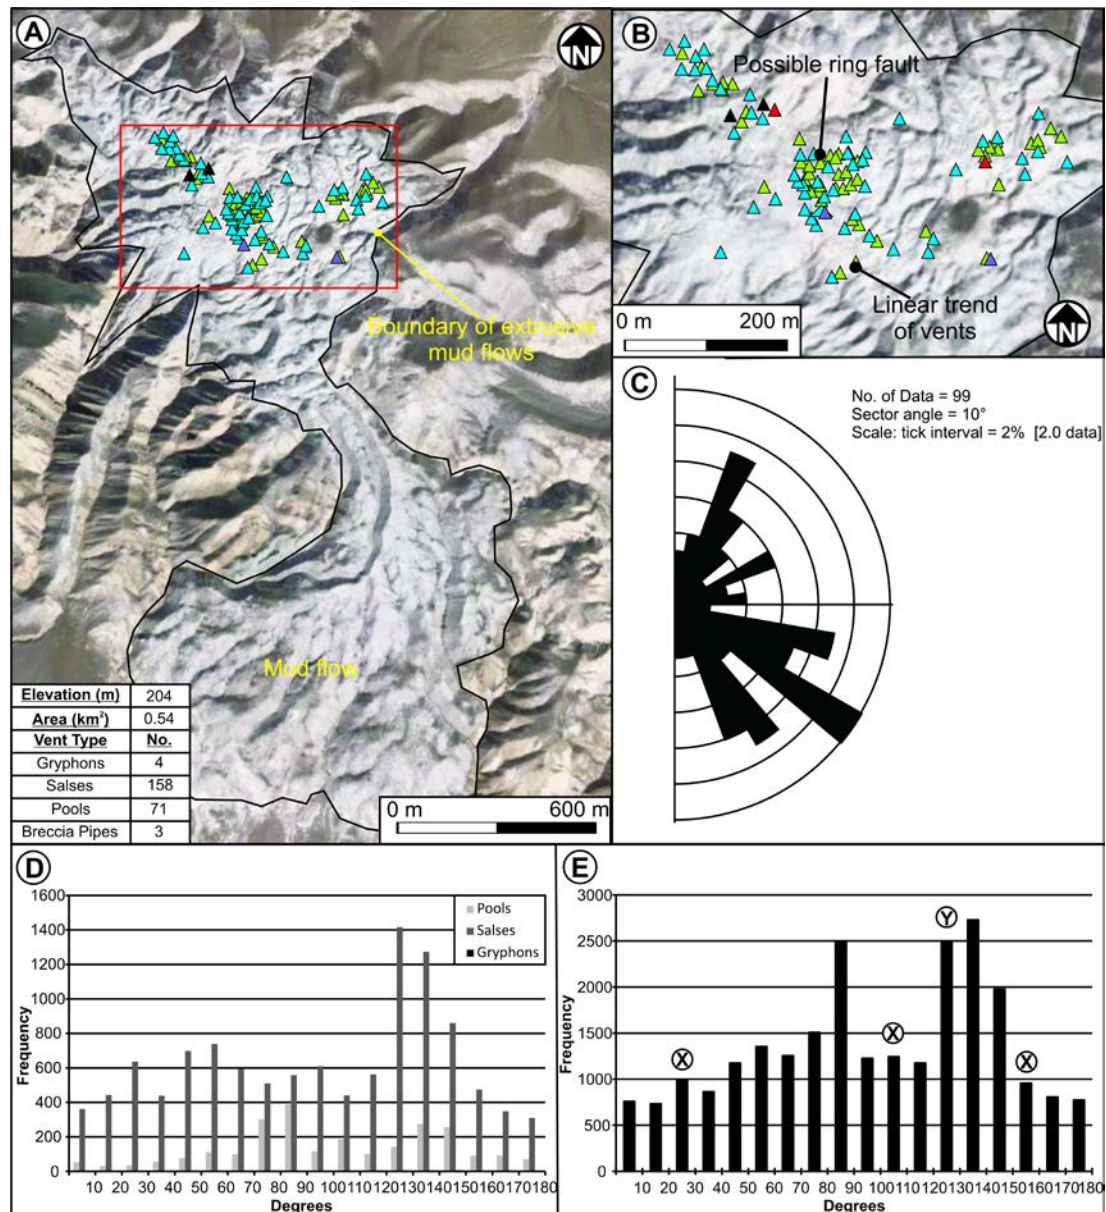 A
N
Boundary of extrusive
mud flows
Mud flow
Elevation (m) 204
Area (km²) 0.54
Vent Type No.
Gryphons 4
Salses 158
Pools 71
Breccia Pipes 3
0 m 600 m
B
Possible ring fault
Linear trend
of vents
N
0 m 200 m
C
No. of Data = 99
Sector angle = 10°
Scale: tick interval = 2% [2.0 data]
D
1600
1400
1200
1000
800
600
400
200
0
Frequency
Pools
Salses
Gryphons
10 20 30 40 50 60 70 80 90 100 110 120 130 140 150 160 170 180
Degrees
E
3000
2500
2000
1500
1000
500
0
Frequency
X
X
Y
X
10 20 30 40 50 60 70 80 90 100 110 120 130 140 150 160 170 180
Degrees